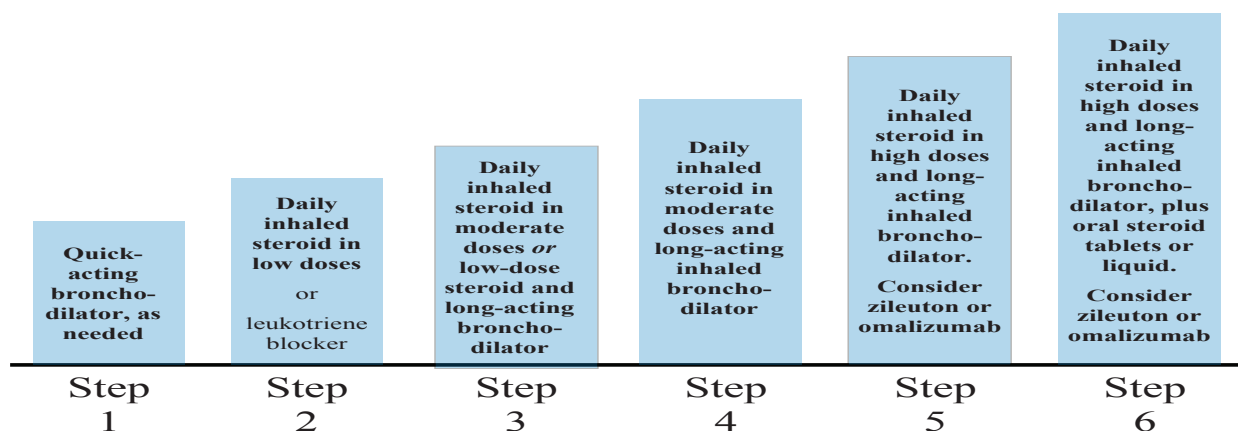 Quick-
acting
broncho-
dilator, as
needed
Daily
inhaled
steroid in
low doses
or
leukotriene
blocker
Daily
inhaled
steroid in
moderate
doses or
low-dose
steroid and
long-acting
broncho-
dilator
Daily
inhaled
steroid in
moderate
doses and
long-acting
inhaled
broncho-
dilator
Daily
inhaled
steroid in
high doses
and long-
acting
inhaled
broncho-
dilator.
Consider
zileuton or
omalizumab
Daily
inhaled
steroid in
high doses
and long-
acting
inhaled
broncho-
dilator, plus
oral steroid
tablets or
liquid.
Consider
zileuton or
omalizumab
Step
1
Step
2
Step
3
Step
4
Step
5
Step
6